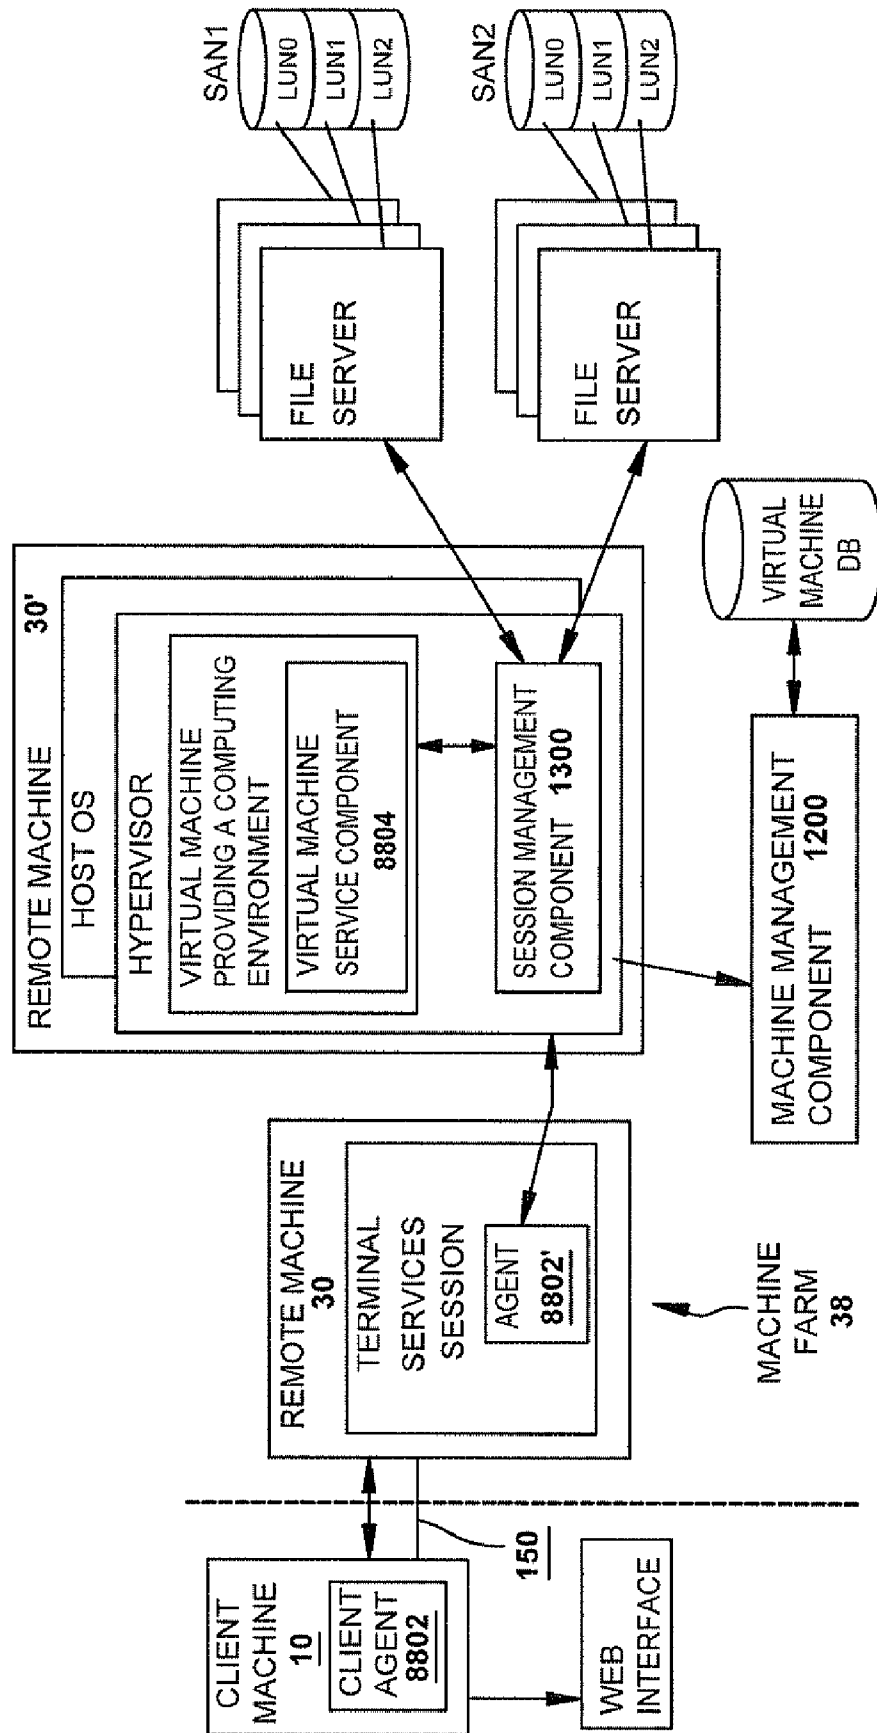 CLIENT
MACHINE
10
CLIENT
AGENT
8802
WEB
INTERFACE
150
REMOTE MACHINE
30
TERMINAL
SERVICES
SESSION
AGENT
8802'
MACHINE
FARM
38
REMOTE MACHINE 30'
HOST OS
HYPERVISOR
VIRTUAL MACHINE
PROVIDING A COMPUTING
ENVIRONMENT
VIRTUAL MACHINE
SERVICE COMPONENT
8804
SESSION MANAGEMENT
COMPONENT 1300
MACHINE MANAGEMENT
COMPONENT 1200
VIRTUAL
MACHINE
DB
FILE
SERVER
FILE
SERVER
SAN1
LUN0
LUN1
LUN2
SAN2
LUN0
LUN1
LUN2